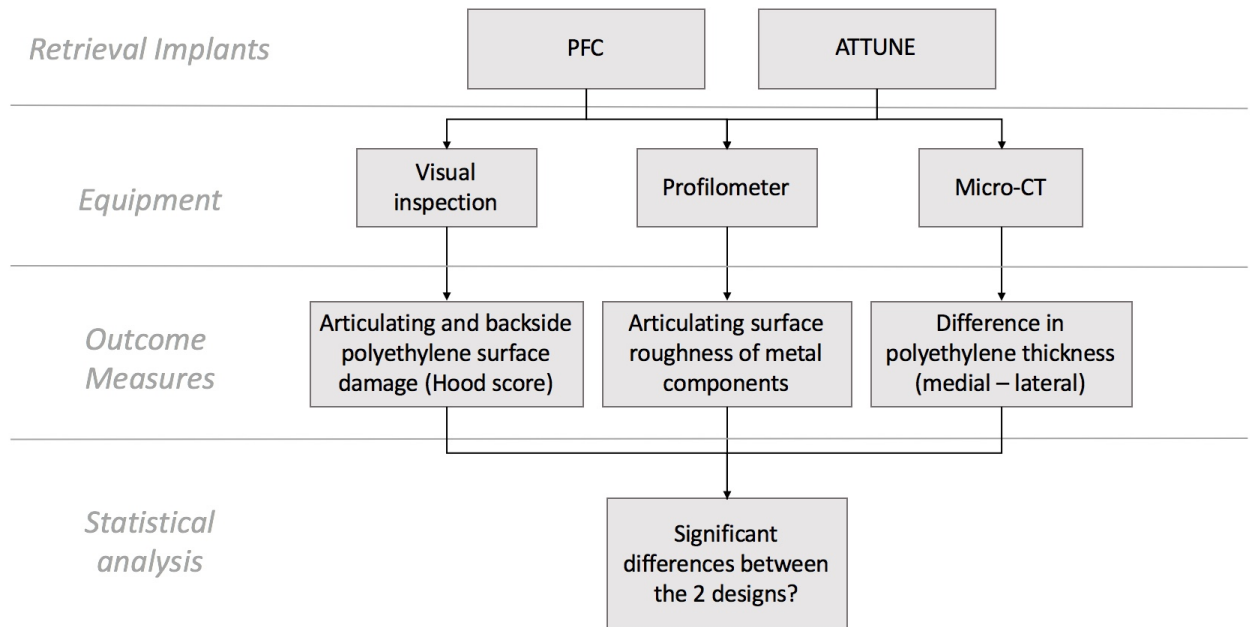 Retrieval Implants
PFC
ATTUNE
Equipment
Visual
inspection
Profilometer
Micro-CT
Outcome
Measures
Articulating and backside
polyethylene surface
damage (Hood score)
Articulating surface
roughness of metal
components
Difference in
polyethylene thickness
(medial – lateral)
Statistical
analysis
Significant
differences between
the 2 designs?